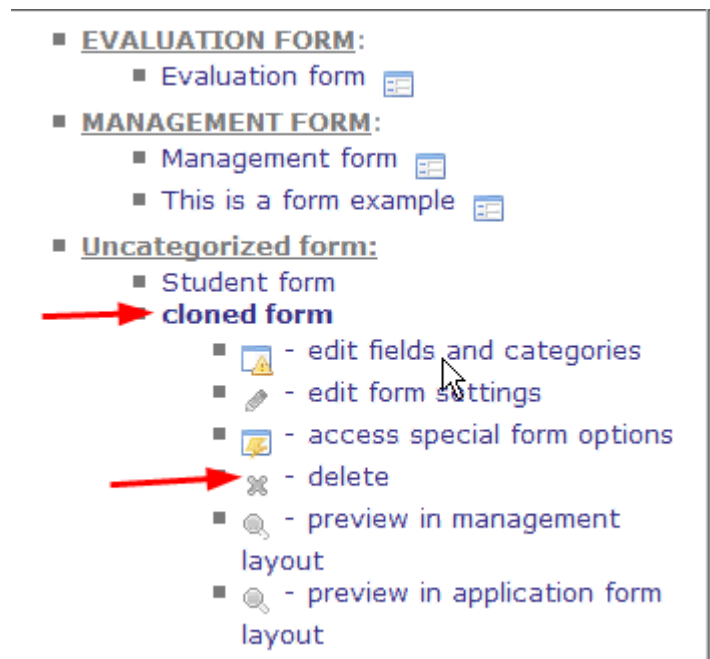 EVALUATION FORM:
Evaluation form
MANAGEMENT FORM:
Management form
This is a form example
Uncategorized form:
Student form
cloned form
- edit fields and categories
- edit form settings
- access special form options
- delete
- preview in management
layout
- preview in application form
layout